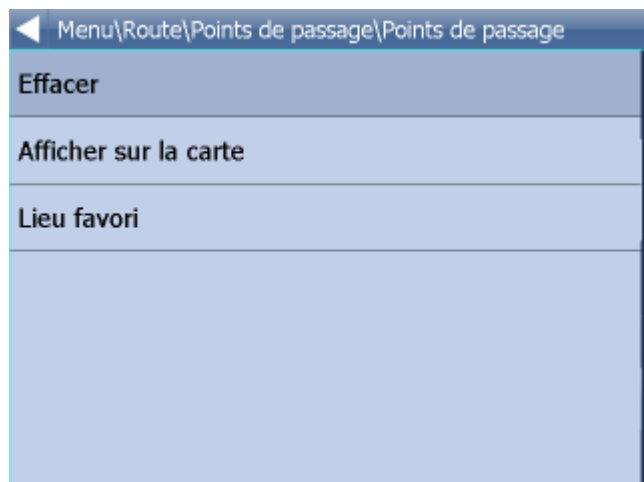 Menu\Route\Points de passage\Points de passage
Effacer
Afficher sur la carte
Lieu favori